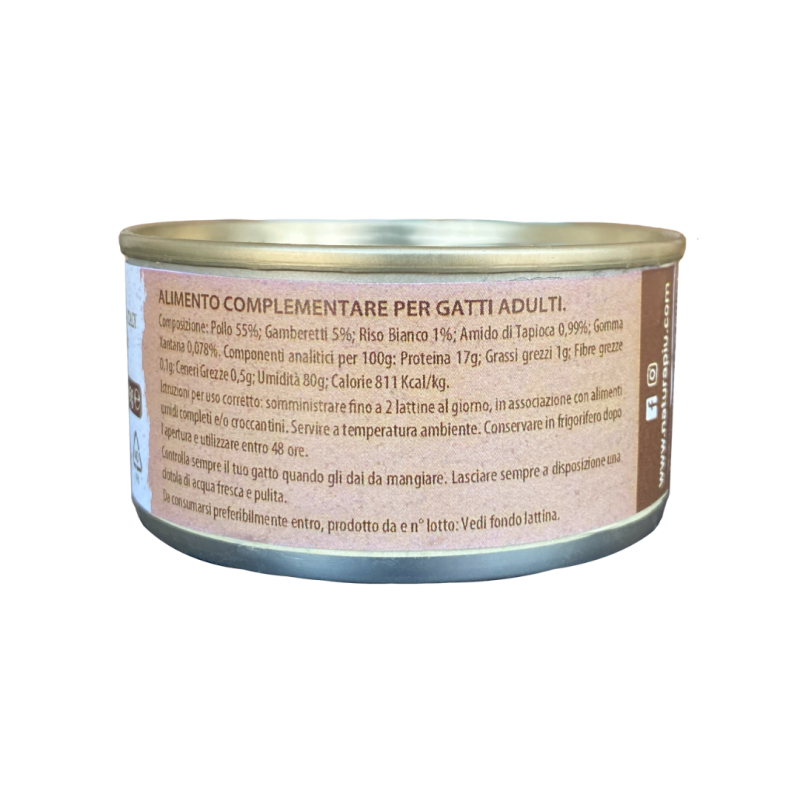 ALIMENTO COMPLEMENTARE PER GATTI ADULTI.
Composizione: Pollo 55%; Gamberetti 5%; Riso Bianco 1%; Amido di Tapioca 0,99%; Gomma
Xantana 0,078%. Componenti analitici per 100g: Proteina 17g; Grassi grezzi 1g; Fibre grezze
0,1g; Ceneri Grezze 0,5g; Umidità 80g; Calorie 811 Kcal/kg.
Istruzioni per uso corretto: somministrare fino a 2 lattine al giorno, in associazione con alimenti
umidi completi e/o croccantini. Servire a temperatura ambiente. Conservare in frigorifero dopo
l'apertura e utilizzare entro 48 ore.
Controlla sempre il tuo gatto quando gli dai da mangiare. Lasciare sempre a disposizione una
ciotola di acqua fresca e pulita.
Da consumarsi preferibilmente entro, prodotto da e n° lotto: Vedi fondo lattina.
www.naturapiu.com